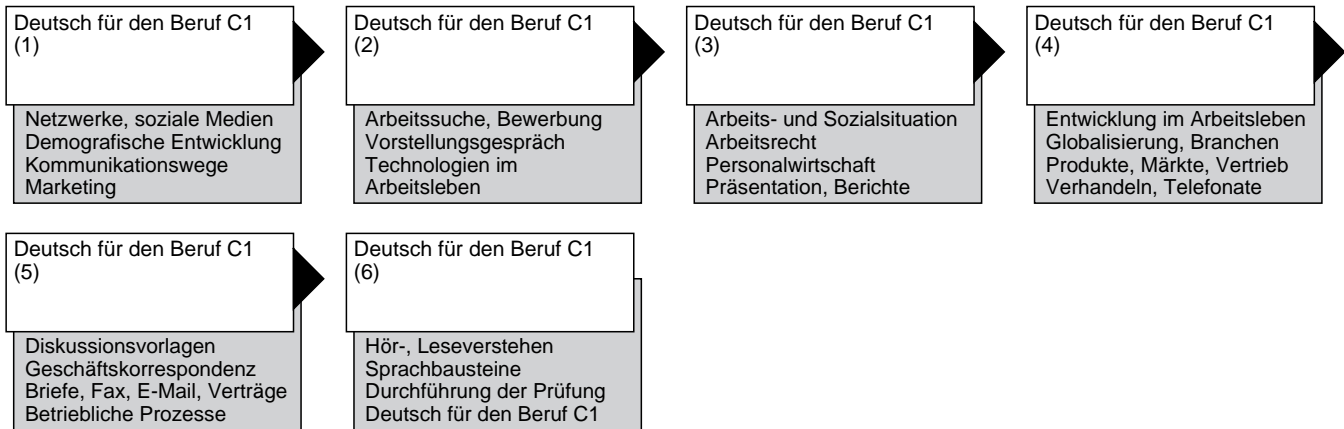 Deutsch für den Beruf C1
(1)
Netzwerke, soziale Medien
Demografische Entwicklung
Kommunikationswege
Marketing
Deutsch für den Beruf C1
(2)
Arbeitssuche, Bewerbung
Vorstellungsgespräch
Technologien im
Arbeitsleben
Deutsch für den Beruf C1
(3)
Arbeits- und Sozialsituation
Arbeitsrecht
Personalwirtschaft
Präsentation, Berichte
Deutsch für den Beruf C1
(4)
Entwicklung im Arbeitsleben
Globalisierung, Branchen
Produkte, Märkte, Vertrieb
Verhandeln, Telefonate
Deutsch für den Beruf C1
(5)
Diskussionsvorlagen
Geschäftskorrespondenz
Briefe, Fax, E-Mail, Verträge
Betriebliche Prozesse
Deutsch für den Beruf C1
(6)
Hör-, Leseverstehen
Sprachbausteine
Durchführung der Prüfung
Deutsch für den Beruf C1